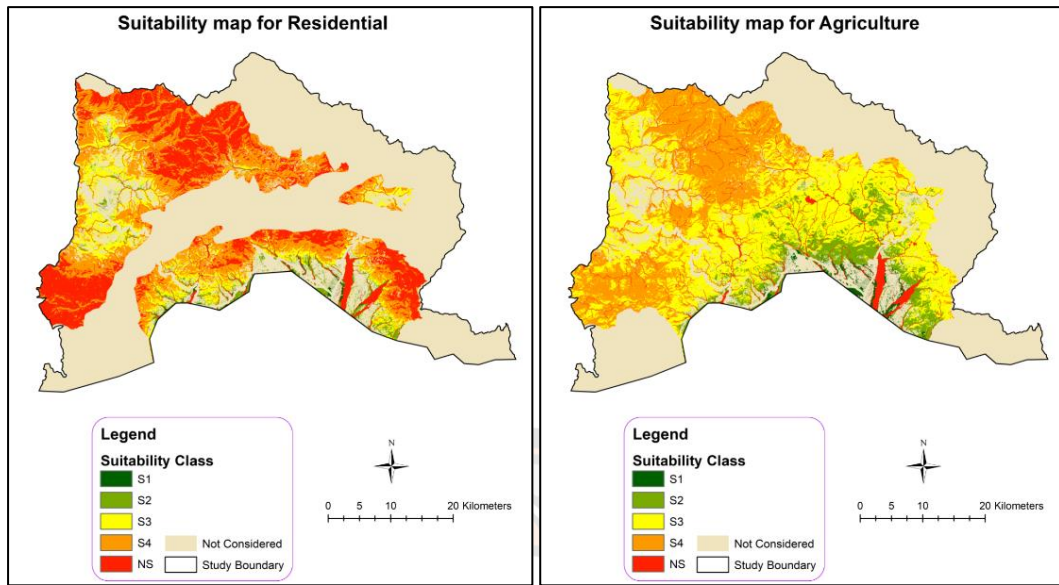 Suitability map for Residential
Legend
Suitability Class
S1
S2
S3
S4
NS
Not Considered
Study Boundary
N
0 5 10 20 Kilometers
Suitability map for Agriculture
Legend
Suitability Class
S1
S2
S3
S4
NS
Not Considered
Study Boundary
N
0 5 10 20 Kilometers